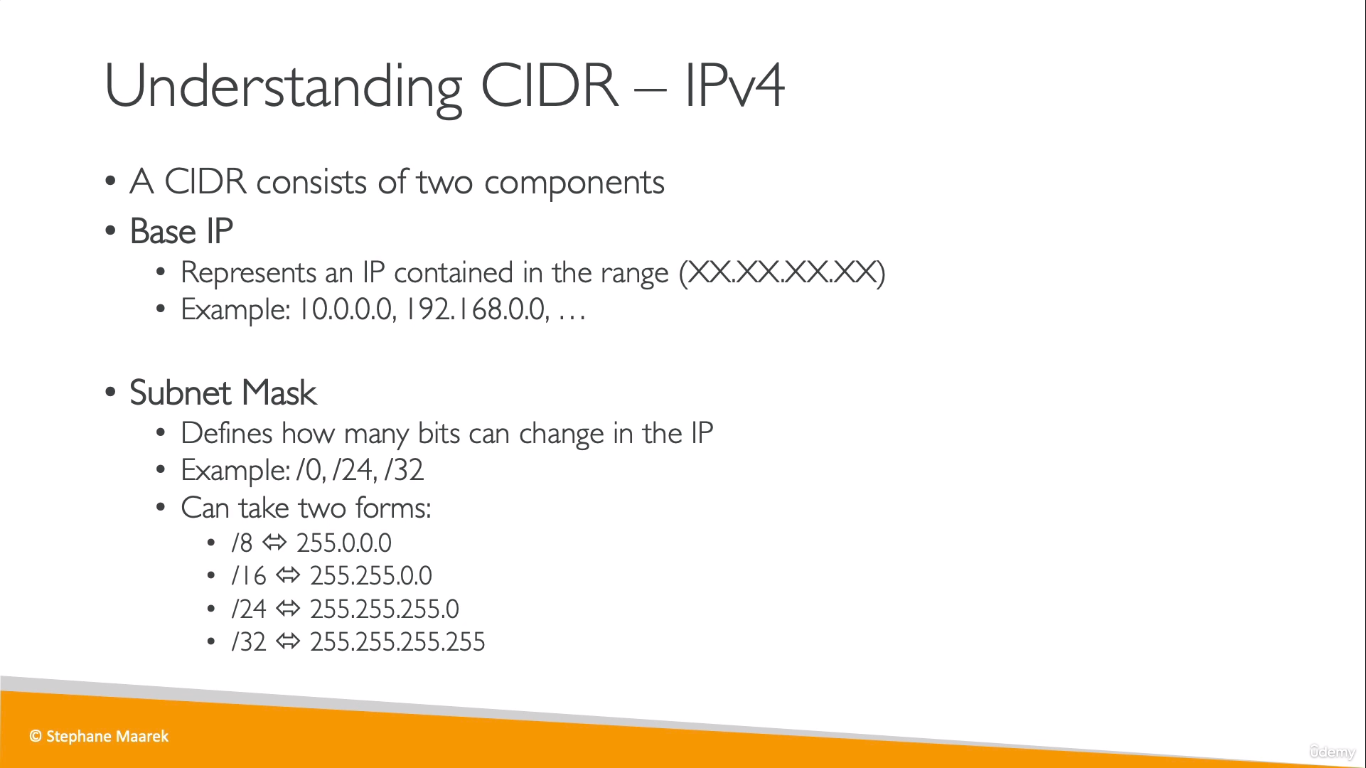 Understanding CIDR – IPv4
• A CIDR consists of two components
• Base IP
• Represents an IP contained in the range (XX.XX.XX.XX)
• Example: 10.0.0.0, 192.168.0.0, …
• Subnet Mask
• Defines how many bits can change in the IP
• Example: /0, /24, /32
• Can take two forms:
• /8 ⬄ 255.0.0.0
• /16 ⬄ 255.255.0.0
• /24 ⬄ 255.255.255.0
• /32 ⬄ 255.255.255.255
© Stephane Maarek
ûdemy